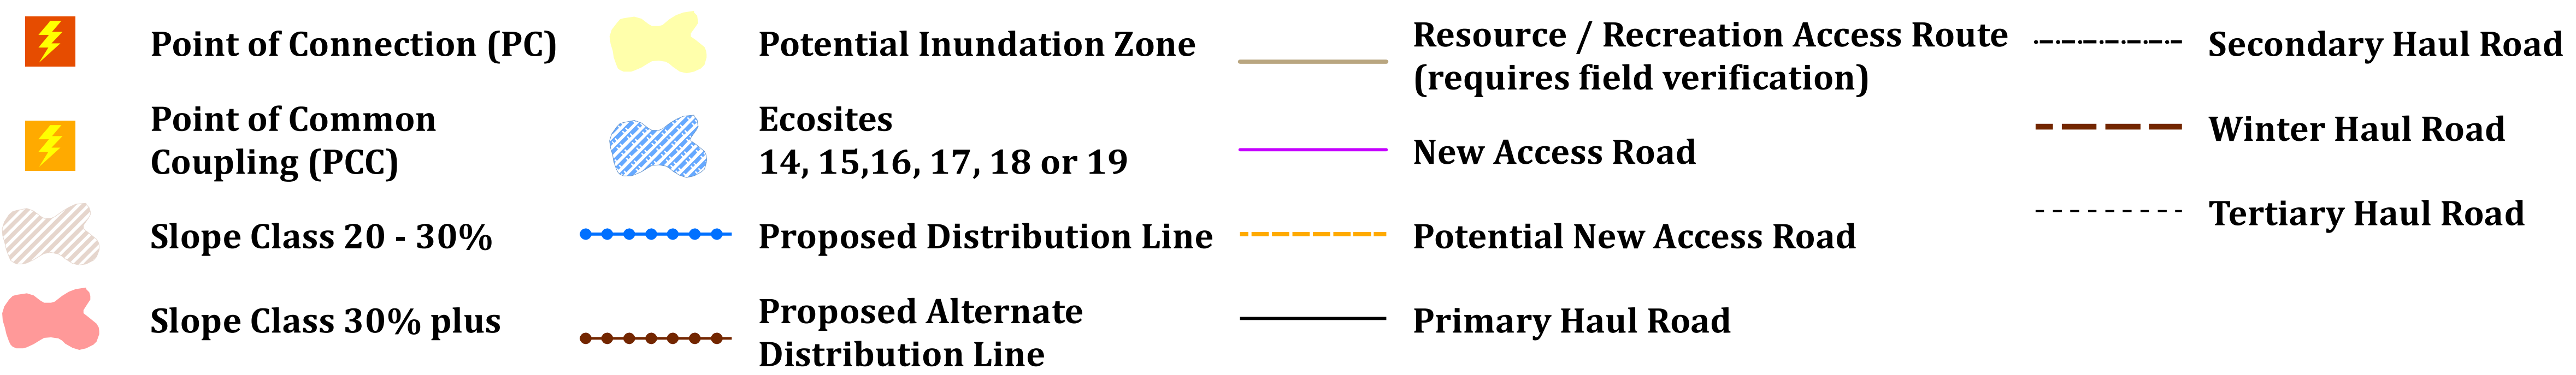 Point of Connection (PC)
Point of Common
Coupling (PCC)
Slope Class 20 - 30%
Slope Class 30% plus
Potential Inundation Zone
Ecosites
14, 15,16, 17, 18 or 19
Proposed Distribution Line
Proposed Alternate
Distribution Line
Resource / Recreation Access Route
(requires field verification)
New Access Road
Potential New Access Road
Primary Haul Road
Secondary Haul Road
Winter Haul Road
Tertiary Haul Road